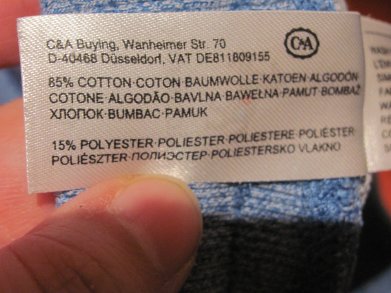 C&A Buying, Wanheimer Str. 70
D-40468 Düsseldorf, VAT DE811809155
C&A
85% COTTON·COTON·BAUMWOLLE·KATOEN·ALGODÓN
COTONE·ALGODÃO·BAVLNA·BAWEŁNA·PAMUT·BOMBAŽ
ХЛОПОК·BUMBAC·PAMUK
15% POLYESTER·POLIESTER·POLIESTERE·POLIÉSTER
POLIÉSZTER·ПОЛИЭСТЕР·POLIESTERSKO VLAKNO